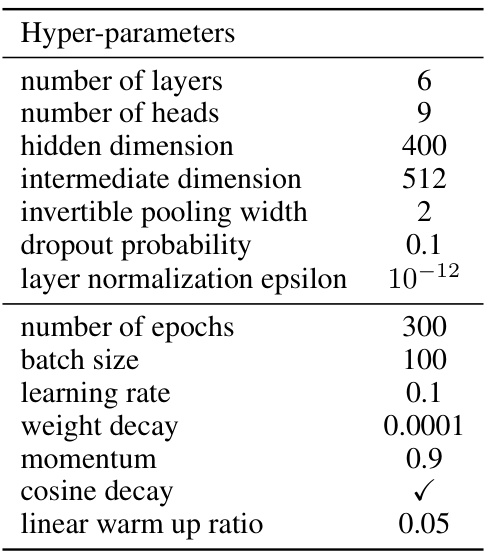 Hyper-parameters
number of layers 6
number of heads 9
hidden dimension 400
intermediate dimension 512
invertible pooling width 2
dropout probability 0.1
layer normalization epsilon 10⁻¹²
number of epochs 300
batch size 100
learning rate 0.1
weight decay 0.0001
momentum 0.9
cosine decay ✓
linear warm up ratio 0.05